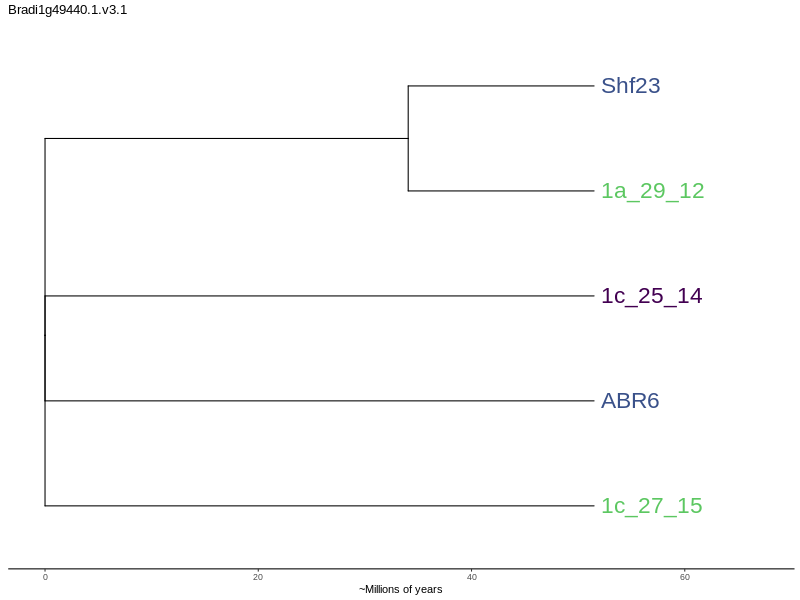 Bradi1g49440.1.v3.1
Shf23
1a_29_12
1c_25_14
ABR6
1c_27_15
0 20 40 60
~Millions of years